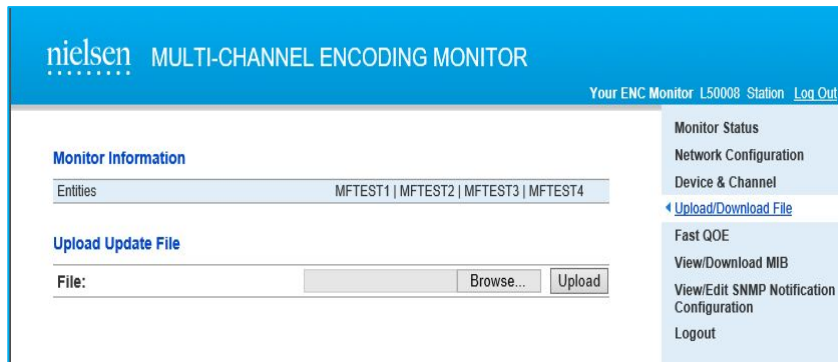 nielsen MULTI-CHANNEL ENCODING MONITOR
Your ENC Monitor L50008 Station Log Out
Monitor Information
Entities MFTEST1 | MFTEST2 | MFTEST3 | MFTEST4
Upload Update File
File: Browse... Upload
Monitor Status
Network Configuration
Device & Channel
Upload/Download File
Fast QOE
View/Download MIB
View/Edit SNMP Notification
Configuration
Logout